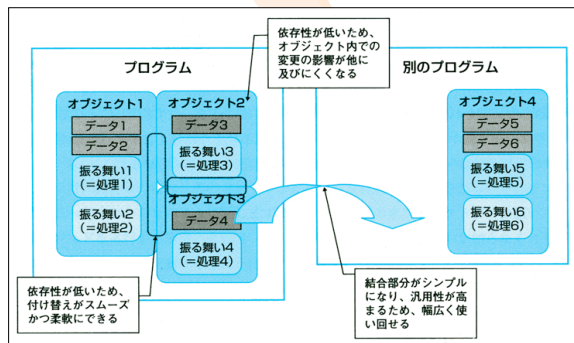 依存性が低いため、
オブジェクト内での
変更の影響が他に
及びにくくなる
プログラム
別のプログラム
オブジェクト1
データ1
データ2
振る舞い1
(=処理1)
振る舞い2
(=処理2)
オブジェクト2
データ3
振る舞い3
(=処理3)
オブジェクト3
データ4
振る舞い4
(=処理4)
オブジェクト4
データ5
データ6
振る舞い5
(=処理5)
振る舞い6
(=処理6)
依存性が低いため、
付け替えがスムーズ
かつ柔軟にできる
結合部分がシンプル
になり、汎用性が高
まるため、幅広く使
い回せる